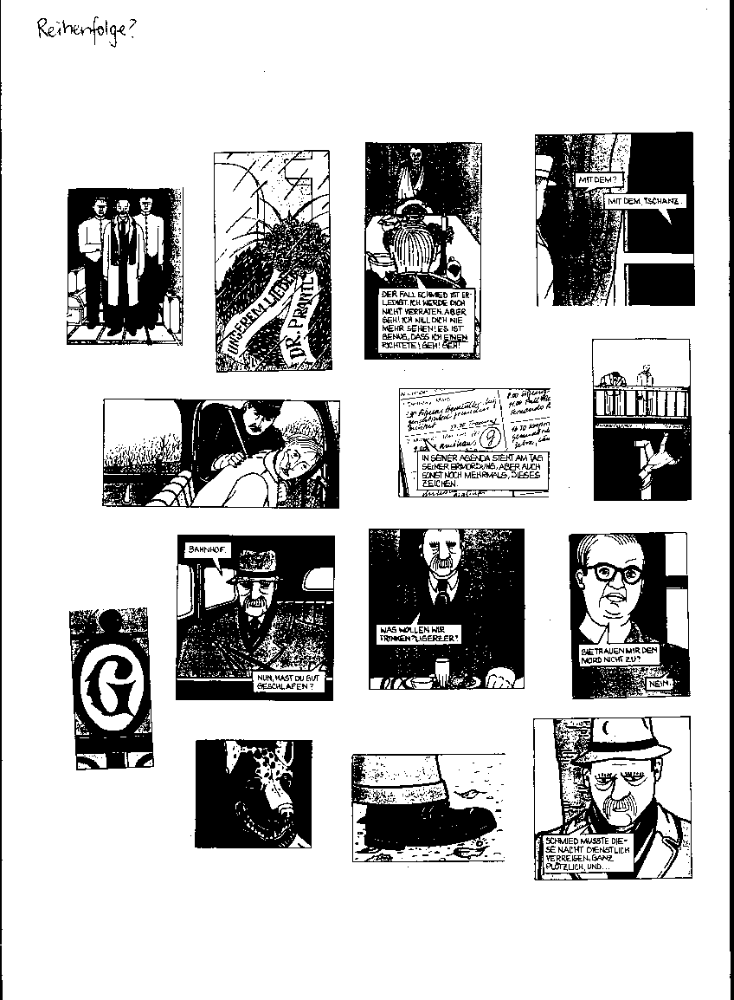 Reihenfolge?
MIT DEM?
MIT DEM, TSCHANZ.
UNSEREM LIEBEN
DR. PRANTL
DER FALL SCHMIED IST ER-
LEDIGT. ICH WERDE DICH
NICHT VERRATEN. ABER
GEH! ICH WILL DICH NIE
MEHR SEHEN! ES IST
GENUG, DASS ICH EINEN
RICHTETE! GEH! GEH!
IN SEINER AGENDA STEHT AM TAG
SEINER ERMORDUNG, ABER AUCH
SONST NOCH MEHRMALS, DIESES
ZEICHEN.
BAHNHOF.
NUN, HAST DU GUT
GESCHLAFEN?
WAS WOLLEN WIR
TRINKEN? LIGERZER?
SIE TRAUEN MIR DEN
MORD NICHT ZU?
NEIN.
G
SCHMIED MUSSTE DIE-
SE NACHT DIENSTLICH
VERREISEN, GANZ
PLÖTZLICH, UND...